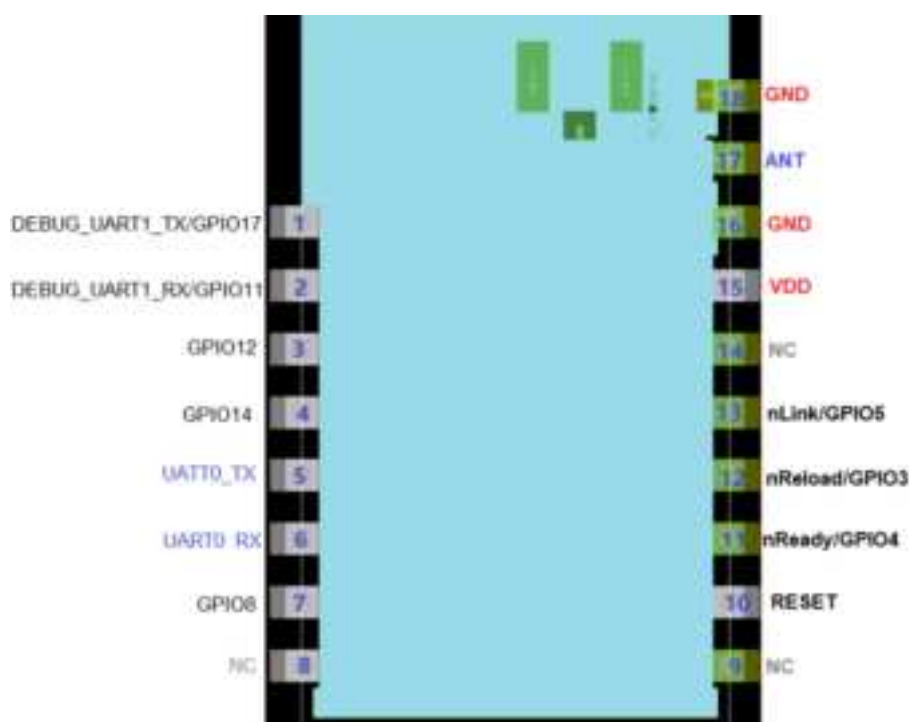 18 GND
17 ANT
DEBUG_UART1_TX/GPIO17 1 16 GND
DEBUG_UART1_RX/GPIO11 2 15 VDD
GPIO12 3 14 NC
GPIO14 4 13 nLink/GPIO5
UATT0_TX 5 12 nReload/GPIO3
UART0_RX 6 11 nReady/GPIO4
GPIO8 7 10 RESET
NC 8 9 NC